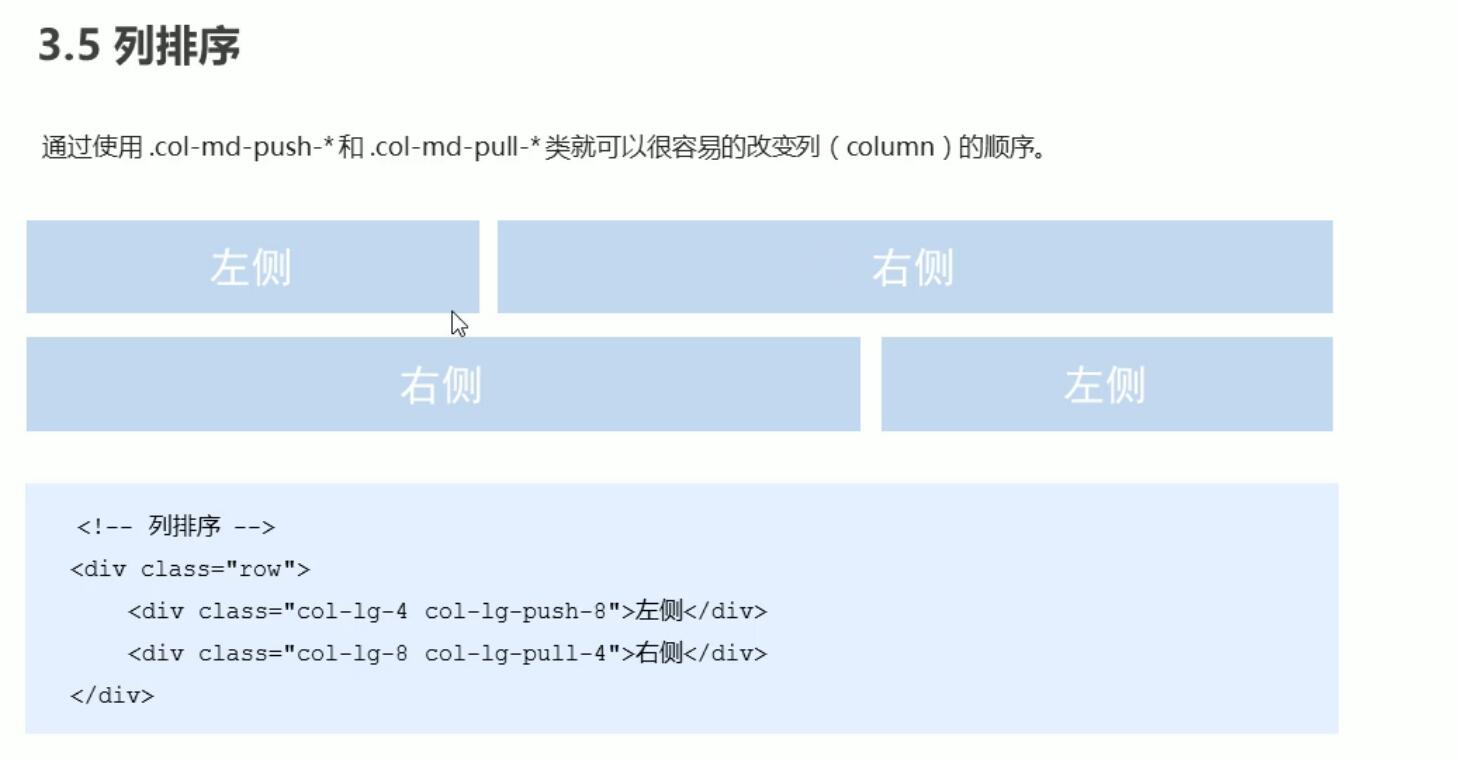 3.5 列排序
通过使用 .col-md-push-* 和 .col-md-pull-* 类就可以很容易的改变列（column）的顺序。
左侧 右侧
右侧 左侧
<!-- 列排序 -->
<div class="row">
    <div class="col-lg-4 col-lg-push-8">左侧</div>
    <div class="col-lg-8 col-lg-pull-4">右侧</div>
</div>